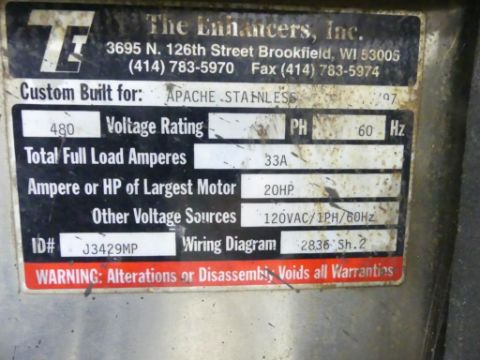 TE The Enhancers, Inc.
3695 N. 126th Street Brookfield, WI 53005
(414) 783-5970 Fax (414) 783-5974
Custom Built for: APACHE STAINLESS /97
480 Voltage Rating PH 60 Hz
Total Full Load Amperes 33A
Ampere or HP of Largest Motor 20HP
Other Voltage Sources 120VAC/1PH/60Hz
ID# J3429MP Wiring Diagram 2836 Sh.2
WARNING: Alterations or Disassembly Voids all Warranties